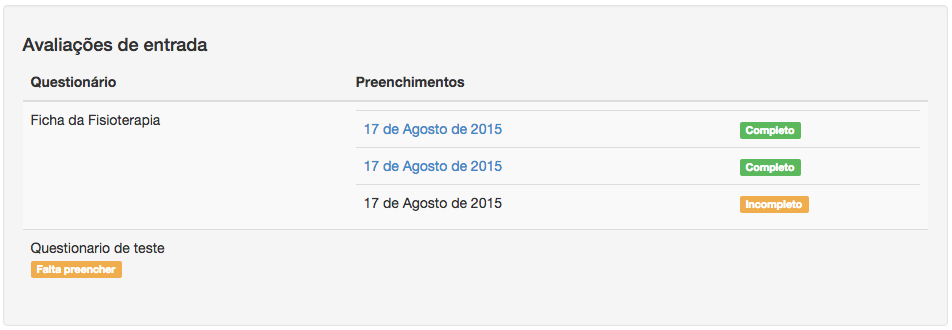 Avaliações de entrada
Questionário Preenchimentos
Ficha da Fisioterapia
17 de Agosto de 2015 Completo
17 de Agosto de 2015 Completo
17 de Agosto de 2015 Incompleto
Questionario de teste
Falta preencher